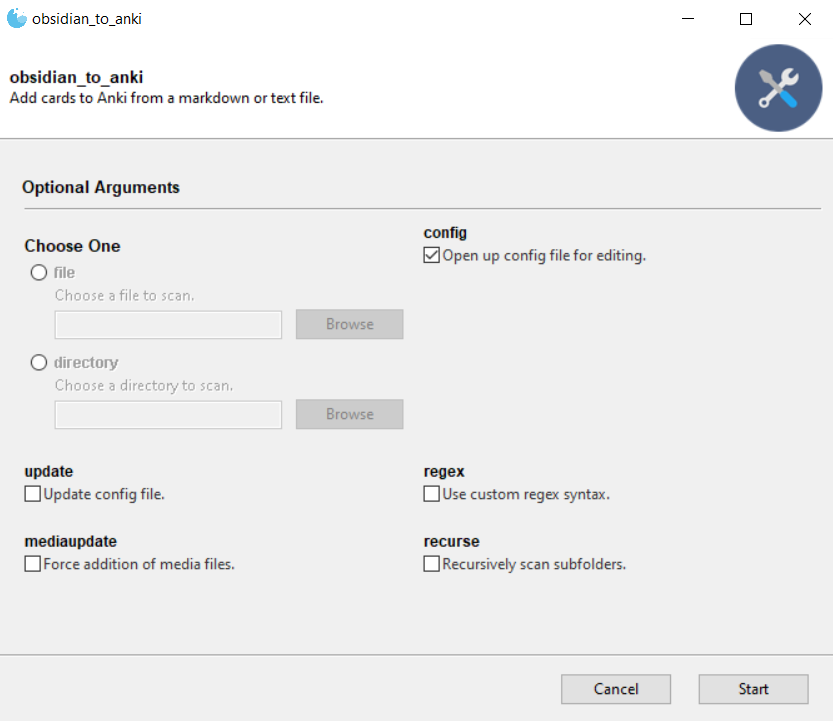 obsidian_to_anki
obsidian_to_anki
Add cards to Anki from a markdown or text file.
Optional Arguments
Choose One
file
Choose a file to scan.
Browse
directory
Choose a directory to scan.
Browse
config
Open up config file for editing.
update
Update config file.
regex
Use custom regex syntax.
mediaupdate
Force addition of media files.
recurse
Recursively scan subfolders.
Cancel
Start